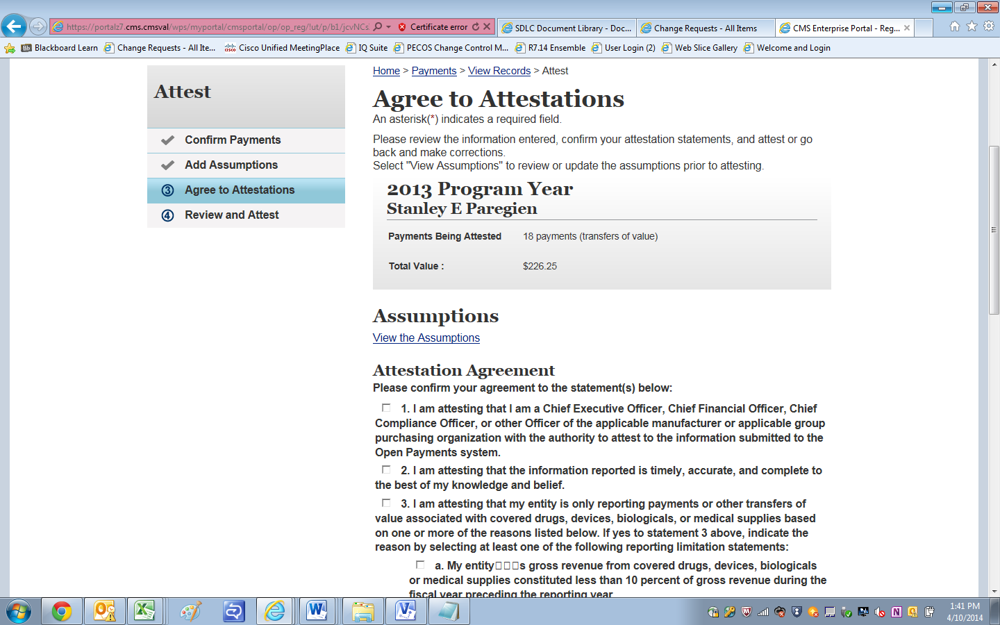 https://portalz7.cms.cmsval/wps/myportal/cmsportal/op/op_reg/!ut/p/b1/jcvNCs
Certificate error
SDLC Document Library - Doc...
Change Requests - All Items
CMS Enterprise Portal - Reg...
Bb Blackboard Learn
Change Requests - All Ite...
cisco Cisco Unified MeetingPlace
IQ Suite
PECOS Change Control M...
R7.14 Ensemble
User Login (2)
Web Slice Gallery
Welcome and Login
Attest
Confirm Payments
Add Assumptions
3 Agree to Attestations
4 Review and Attest
Home > Payments > View Records > Attest
Agree to Attestations
An asterisk(*) indicates a required field.
Please review the information entered, confirm your attestation statements, and attest or go
back and make corrections.
Select "View Assumptions" to review or update the assumptions prior to attesting.
2013 Program Year
Stanley E Paregien
Payments Being Attested 18 payments (transfers of value)
Total Value : $226.25
Assumptions
View the Assumptions
Attestation Agreement
Please confirm your agreement to the statement(s) below:
1. I am attesting that I am a Chief Executive Officer, Chief Financial Officer, Chief
Compliance Officer, or other Officer of the applicable manufacturer or applicable group
purchasing organization with the authority to attest to the information submitted to the
Open Payments system.
2. I am attesting that the information reported is timely, accurate, and complete to
the best of my knowledge and belief.
3. I am attesting that my entity is only reporting payments or other transfers of
value associated with covered drugs, devices, biologicals, or medical supplies based
on one or more of the reasons listed below. If yes to statement 3 above, indicate the
reason by selecting at least one of the following reporting limitation statements:
a. My entity□□□s gross revenue from covered drugs, devices, biologicals
or medical supplies constituted less than 10 percent of gross revenue during the
fiscal year preceding the reporting year
1:41 PM
4/10/2014